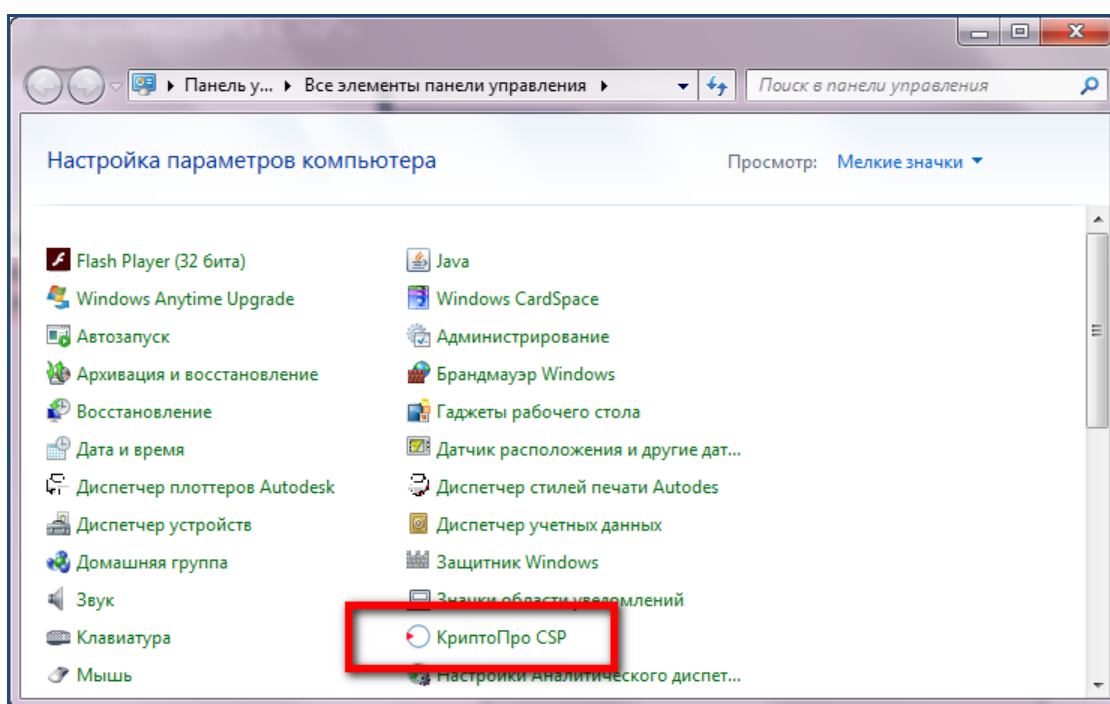 Панель у... Все элементы панели управления
Поиск в панели управления
Настройка параметров компьютера
Просмотр: Мелкие значки
Flash Player (32 бита)
Java
Windows Anytime Upgrade
Windows CardSpace
Автозапуск
Администрирование
Архивация и восстановление
Брандмауэр Windows
Восстановление
Гаджеты рабочего стола
Дата и время
Датчик расположения и другие дат...
Диспетчер плоттеров Autodesk
Диспетчер стилей печати Autodes
Диспетчер устройств
Диспетчер учетных данных
Домашняя группа
Защитник Windows
Звук
Значки области уведомлений
Клавиатура
КриптоПро CSP
Мышь
Настройки Аналитического диспет...